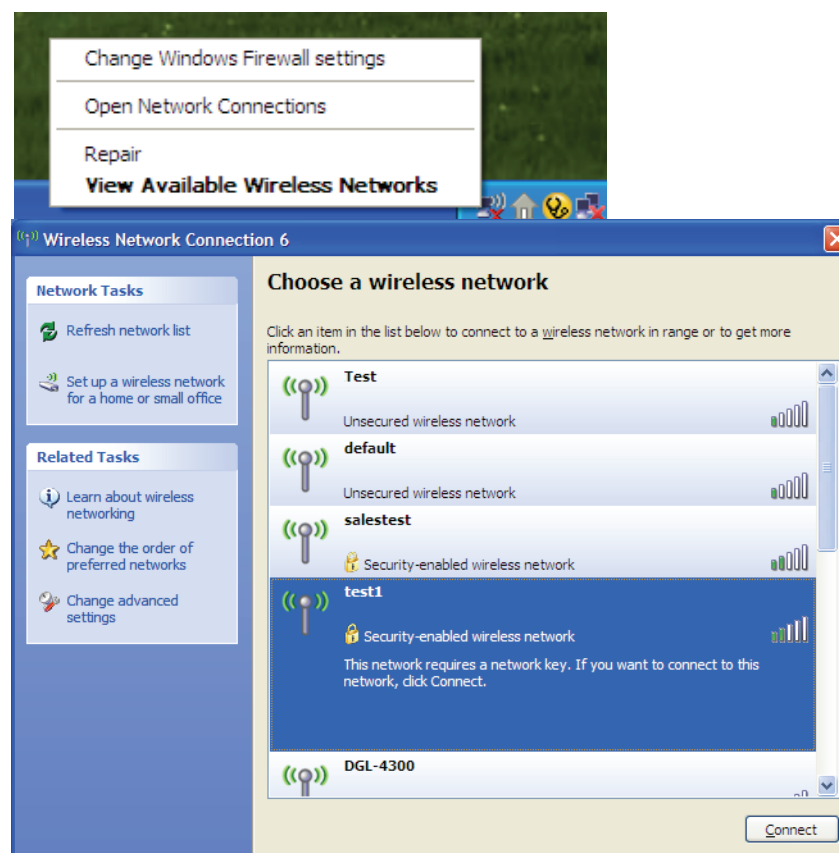 Change Windows Firewall settings
Open Network Connections
Repair
View Available Wireless Networks
Wireless Network Connection 6
Network Tasks
Refresh network list
Set up a wireless network
for a home or small office
Related Tasks
Learn about wireless
networking
Change the order of
preferred networks
Change advanced
settings
Choose a wireless network
Click an item in the list below to connect to a wireless network in range or to get more
information.
Test
Unsecured wireless network
default
Unsecured wireless network
salestest
Security-enabled wireless network
test1
Security-enabled wireless network
This network requires a network key. If you want to connect to this
network, click Connect.
DGL-4300
Connect